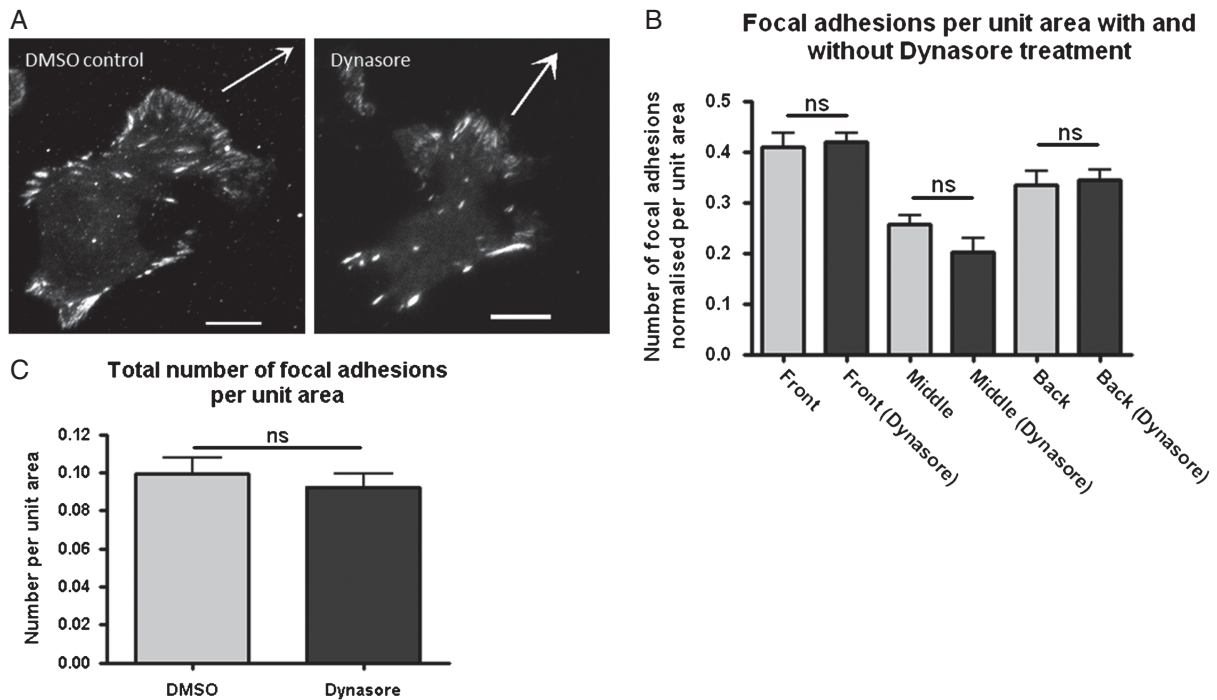 A
DMSO control
Dynasore
B
Focal adhesions per unit area with and
without Dynasore treatment
Number of focal adhesions
normalised per unit area
0.5
0.4
0.3
0.2
0.1
0.0
ns
ns
ns
Front
Front (Dynasore)
Middle
Middle (Dynasore)
Back
Back (Dynasore)
C
Total number of focal adhesions
per unit area
Number per unit area
0.12
0.10
0.08
0.06
0.04
0.02
0.00
ns
DMSO
Dynasore